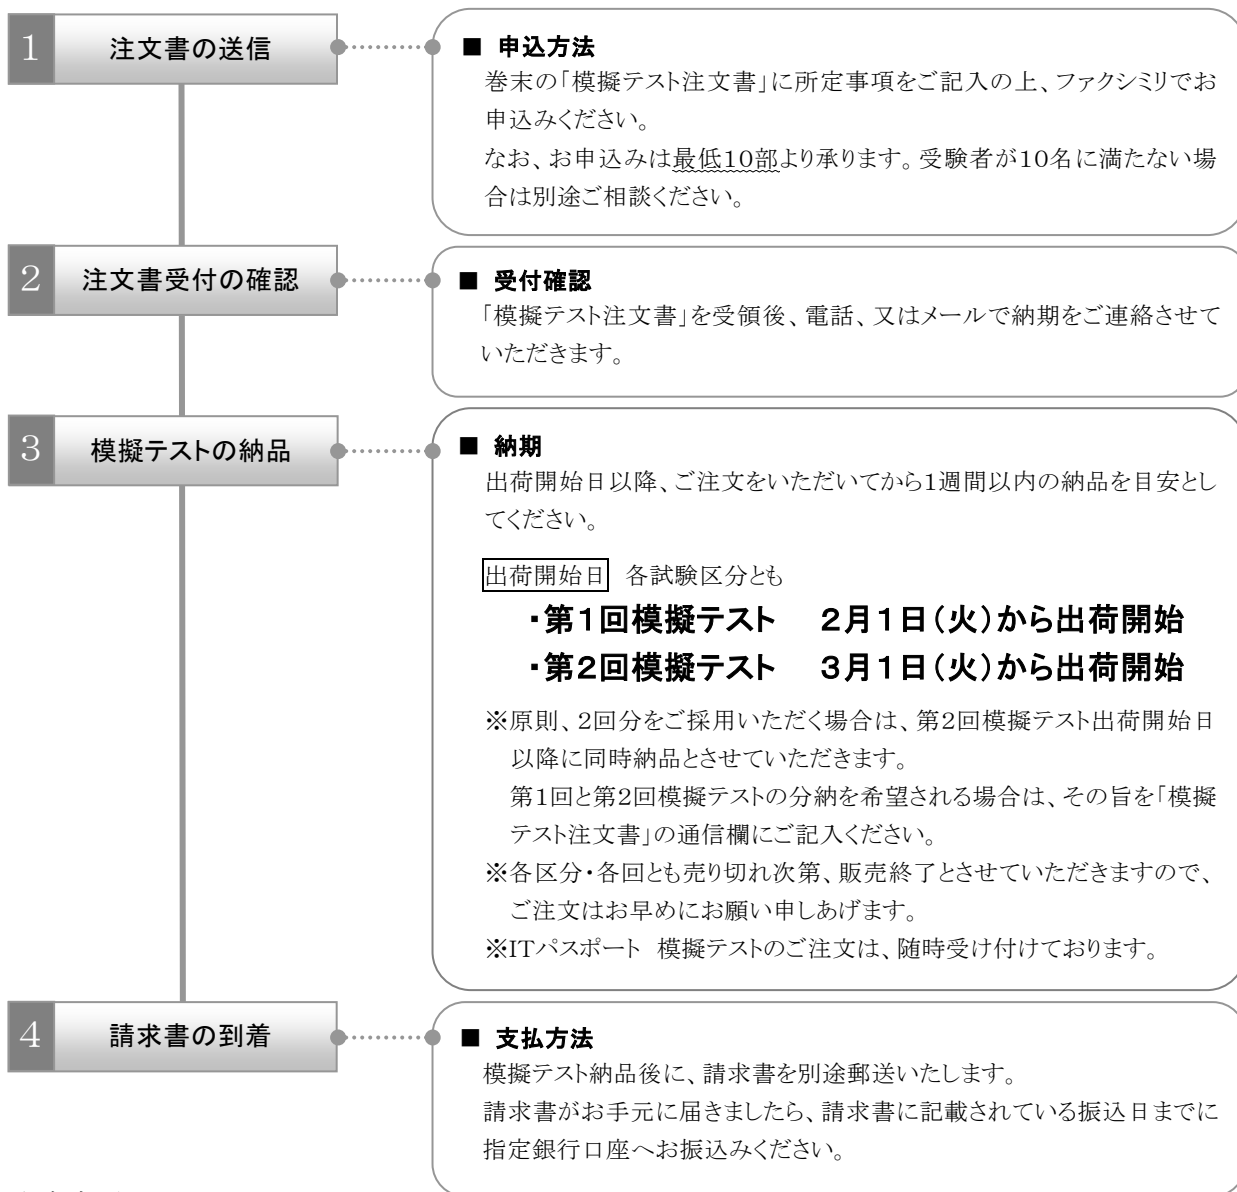 1 注文書の送信
■ 申込方法
巻末の「模擬テスト注文書」に所定事項をご記入の上、ファクシミリでお
申込みください。
なお、お申込みは最低10部より承ります。受験者が10名に満たない場
合は別途ご相談ください。
2 注文書受付の確認
■ 受付確認
「模擬テスト注文書」を受領後、電話、又はメールで納期をご連絡させて
いただきます。
3 模擬テストの納品
■ 納期
出荷開始日以降、ご注文をいただいてから1週間以内の納品を目安とし
てください。
出荷開始日 各試験区分とも
・第1回模擬テスト 2月1日(火)から出荷開始
・第2回模擬テスト 3月1日(火)から出荷開始
※原則、2回分をご採用いただく場合は、第2回模擬テスト出荷開始日
以降に同時納品とさせていただきます。
第1回と第2回模擬テストの分納を希望される場合は、その旨を「模擬
テスト注文書」の通信欄にご記入ください。
※各区分・各回とも売り切れ次第、販売終了とさせていただきますので、
ご注文はお早めにお願い申しあげます。
※ITパスポート 模擬テストのご注文は、随時受け付けております。
4 請求書の到着
■ 支払方法
模擬テスト納品後に、請求書を別途郵送いたします。
請求書がお手元に届きましたら、請求書に記載されている振込日までに
指定銀行口座へお振込みください。